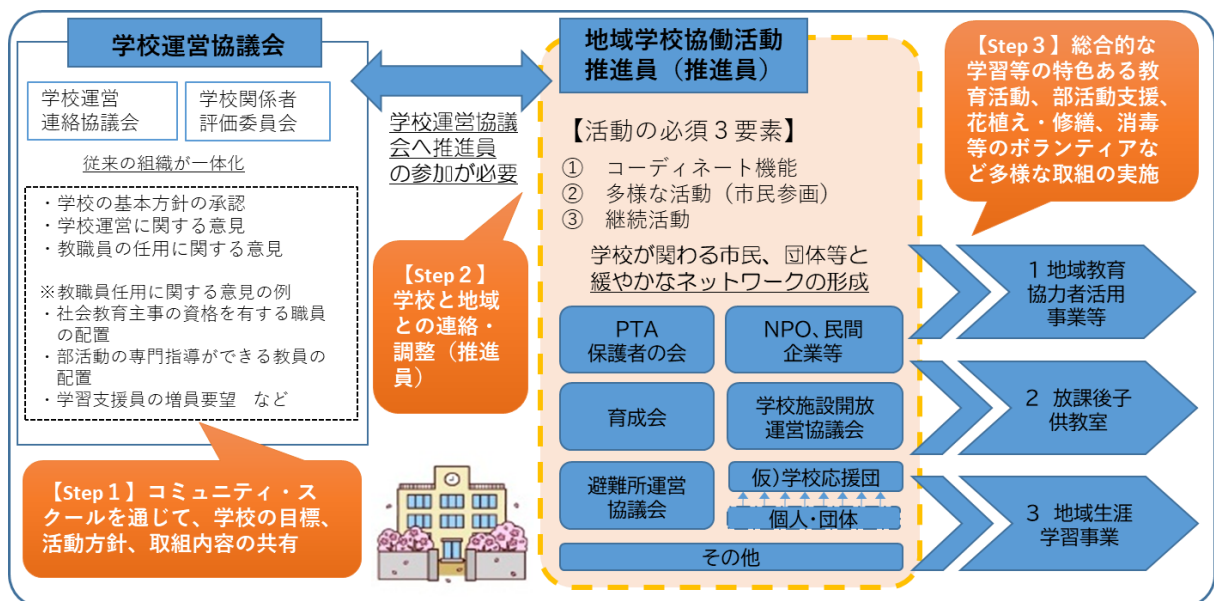 学校運営協議会
学校運営
連絡協議会
学校関係者
評価委員会
従来の組織が一体化
・学校の基本方針の承認
・学校運営に関する意見
・教職員の任用に関する意見
※教職員任用に関する意見の例
・社会教育主事の資格を有する職員
の配置
・部活動の専門指導ができる教員の
配置
・学習支援員の増員要望　など
【Step１】コミュニティ・ス
クールを通じて、学校の目標、
活動方針、取組内容の共有
学校運営協議
会へ推進員
の参加が必要
【Step２】
学校と地域
との連絡・
調整（推進
員）
地域学校協働活動
推進員（推進員）
【活動の必須３要素】
①　コーディネート機能
②　多様な活動（市民参画）
③　継続活動
学校が関わる市民、団体等と
緩やかなネットワークの形成
PTA
保護者の会
NPO、民間
企業等
育成会
学校施設開放
運営協議会
避難所運営
協議会
仮）学校応援団
個人・団体
その他
【Step３】総合的な
学習等の特色ある教
育活動、部活動支援、
花植え・修繕、消毒
等のボランティアな
ど多様な取組の実施
１ 地域教育
協力者活用
事業等
２ 放課後子
供教室
３ 地域生涯
学習事業